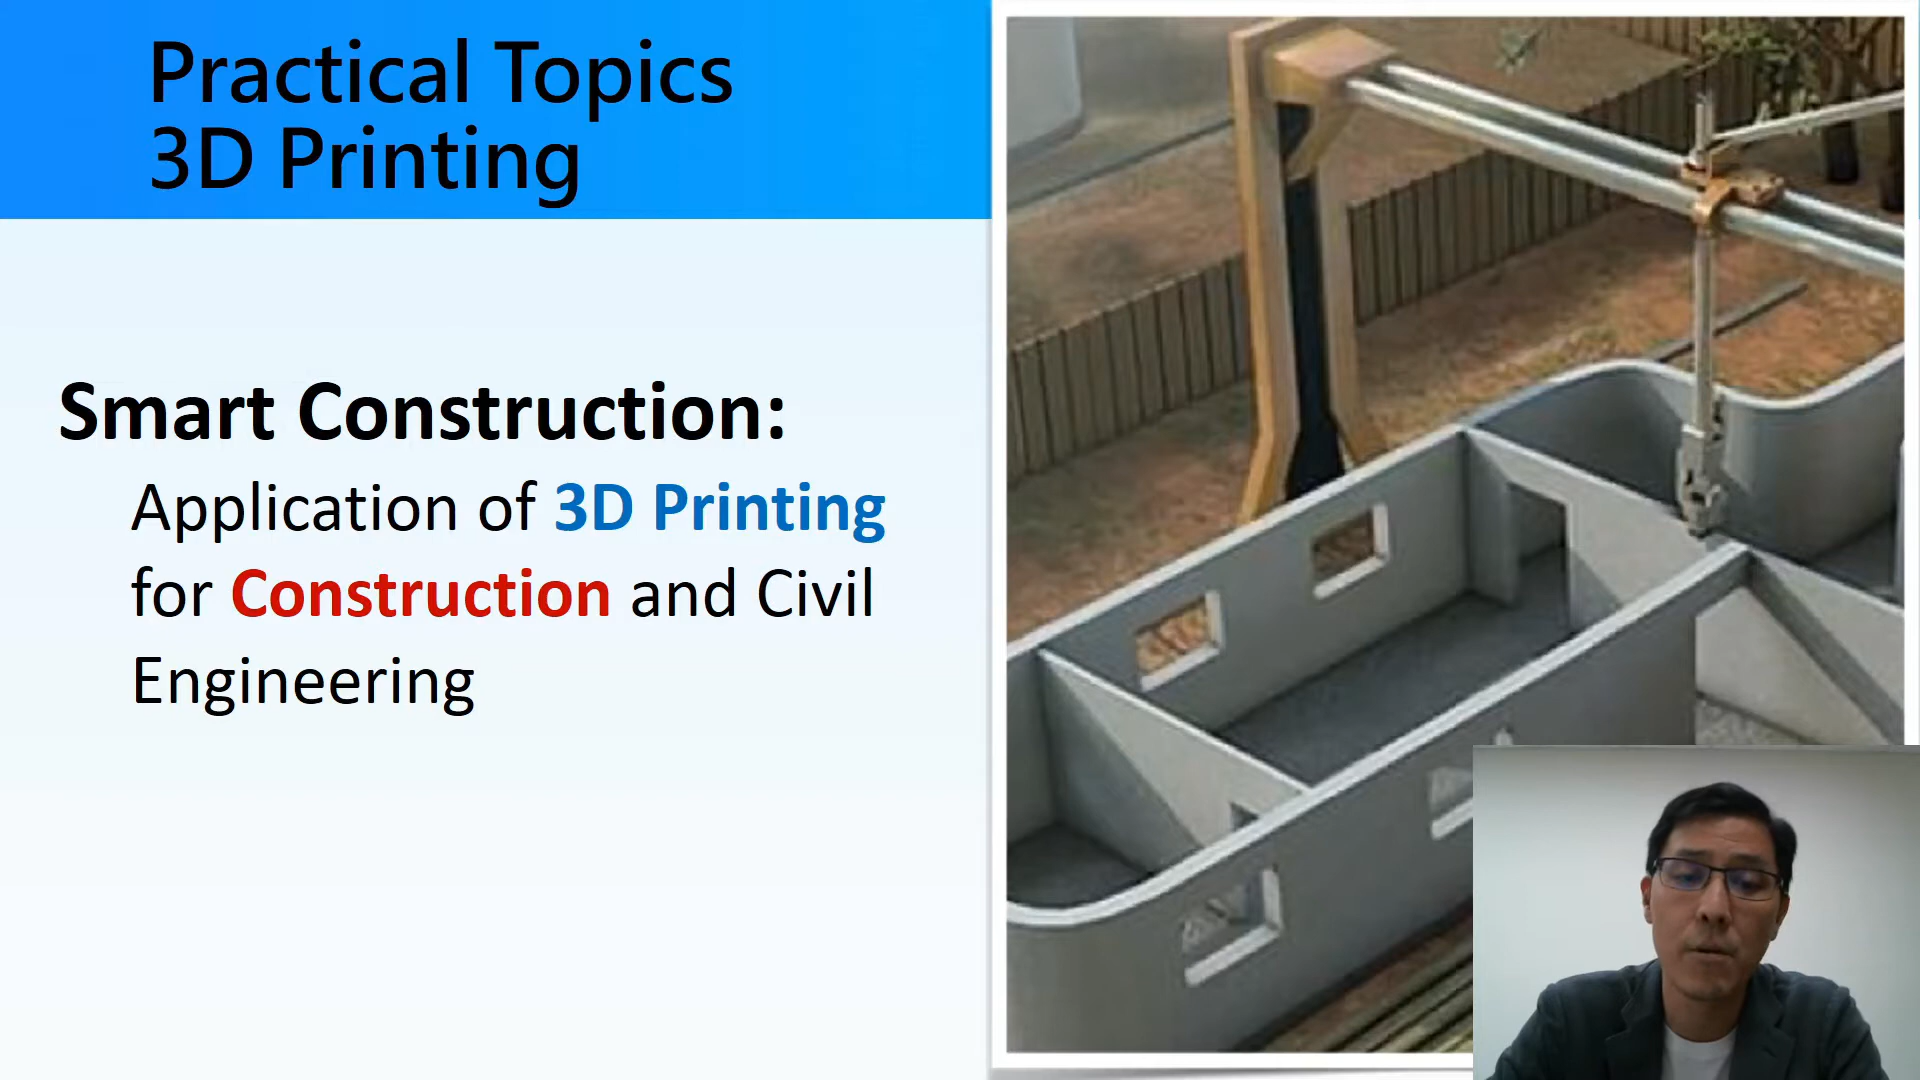 Practical Topics
3D Printing
Smart Construction:
Application of 3D Printing
for Construction and Civil
Engineering